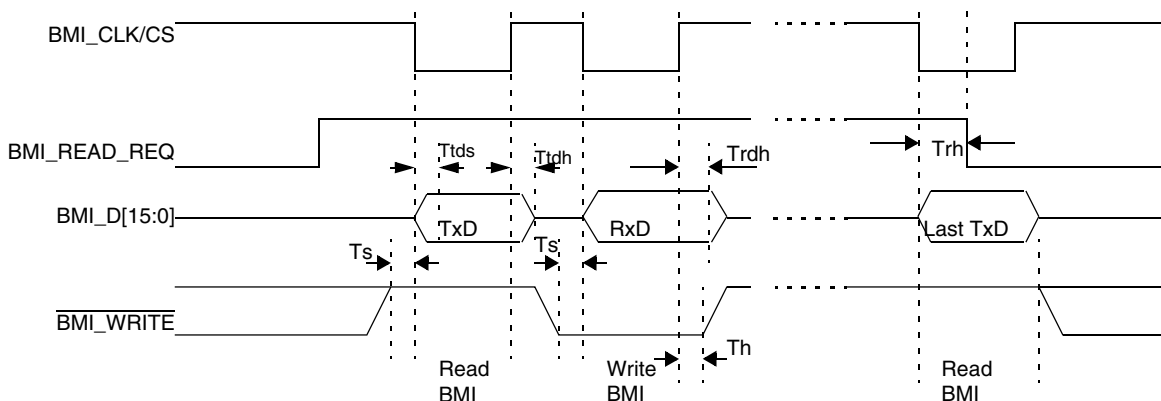 BMI_CLK/CS
BMI_READ_REQ
Ttds
Ttdh
Trdh
Trh
BMI_D[15:0]
TxD
RxD
Last TxD
Ts
Ts
BMI_WRITE
Th
Read
BMI
Write
BMI
Read
BMI